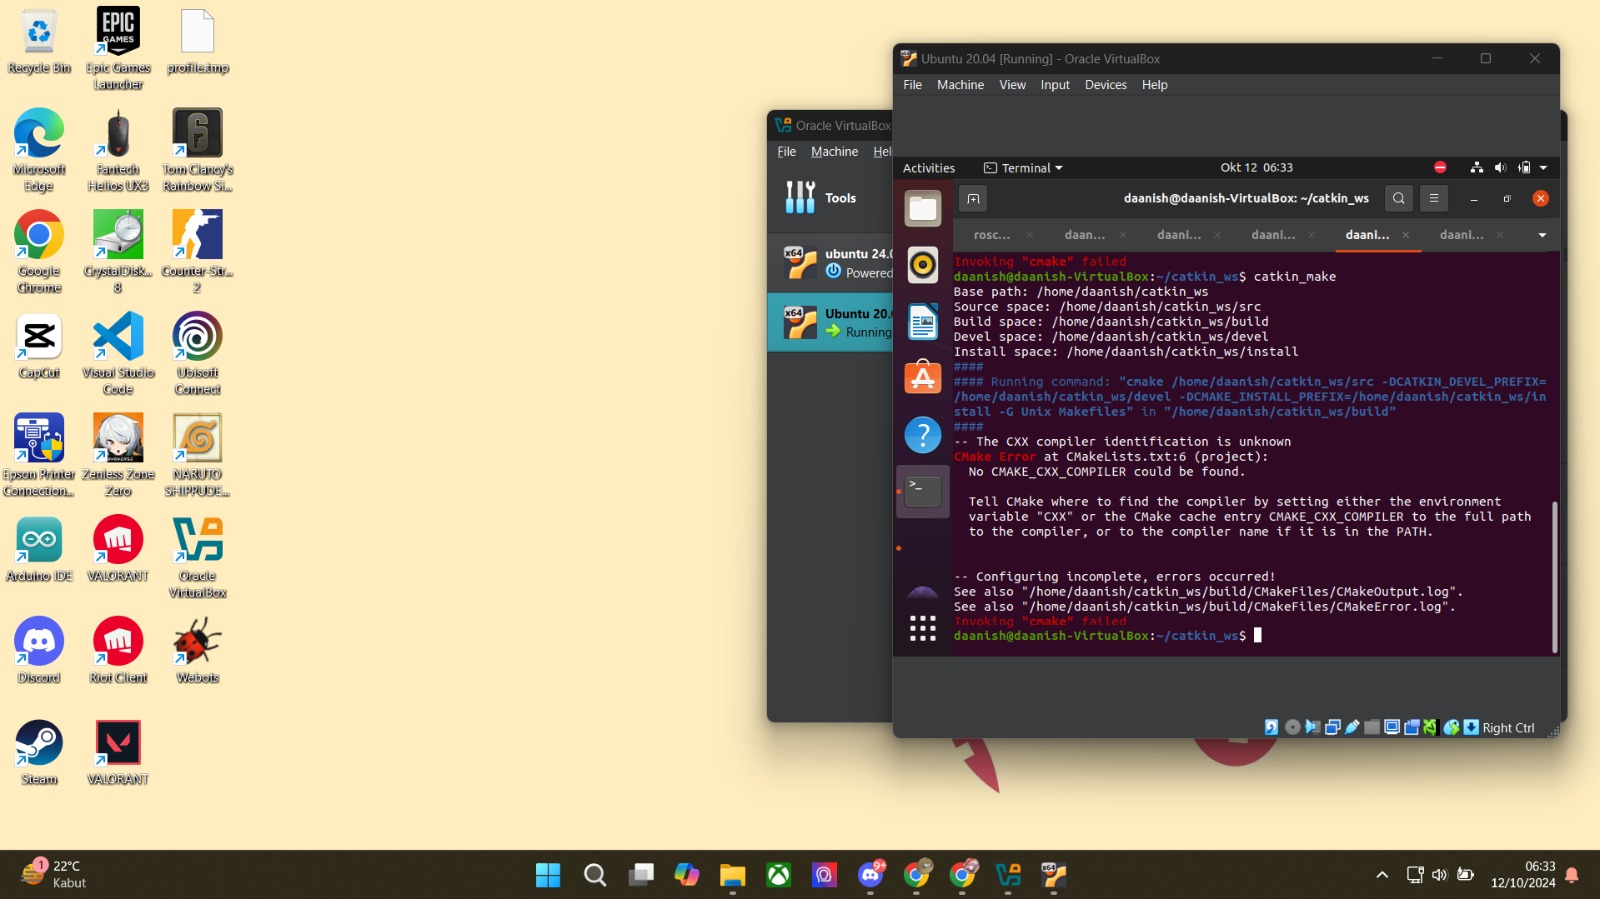 Recycle Bin
Epic Games
Launcher
profile.tmp
Microsoft
Edge
Fantech
Helios UX3
Tom Clancy's
Rainbow Si...
Google
Chrome
CrystalDisk...
8
Counter-Str...
2
CapCut
Visual Studio
Code
Ubisoft
Connect
Epson Printer
Connection...
Zenless Zone
Zero
NARUTO
SHIPPUDE...
Arduino IDE
VALORANT
Oracle
VirtualBox
Discord
Riot Client
Webots
Steam
VALORANT
EPIC
GAMES
Oracle VirtualBox
File Machine Hel
Tools
ubuntu 24.0
Powered
Ubuntu 20.0
Running
Ubuntu 20.04 [Running] - Oracle VirtualBox
File Machine View Input Devices Help
Activities Terminal Okt 12 06:33
daanish@daanish-VirtualBox: ~/catkin_ws
rosc... daan... daani... daani... daani... daani...
Invoking "cmake" failed
daanish@daanish-VirtualBox:~/catkin_ws$ catkin_make
Base path: /home/daanish/catkin_ws
Source space: /home/daanish/catkin_ws/src
Build space: /home/daanish/catkin_ws/build
Devel space: /home/daanish/catkin_ws/devel
Install space: /home/daanish/catkin_ws/install
####
#### Running command: "cmake /home/daanish/catkin_ws/src -DCATKIN_DEVEL_PREFIX=
/home/daanish/catkin_ws/devel -DCMAKE_INSTALL_PREFIX=/home/daanish/catkin_ws/in
stall -G Unix Makefiles" in "/home/daanish/catkin_ws/build"
####
-- The CXX compiler identification is unknown
CMake Error at CMakeLists.txt:6 (project):
No CMAKE_CXX_COMPILER could be found.
Tell CMake where to find the compiler by setting either the environment
variable "CXX" or the CMake cache entry CMAKE_CXX_COMPILER to the full path
to the compiler, or to the compiler name if it is in the PATH.
-- Configuring incomplete, errors occurred!
See also "/home/daanish/catkin_ws/build/CMakeFiles/CMakeOutput.log".
See also "/home/daanish/catkin_ws/build/CMakeFiles/CMakeError.log".
Invoking "cmake" failed
daanish@daanish-VirtualBox:~/catkin_ws$
Right Ctrl
1
22°C
Kabut
9+
06:33
12/10/2024